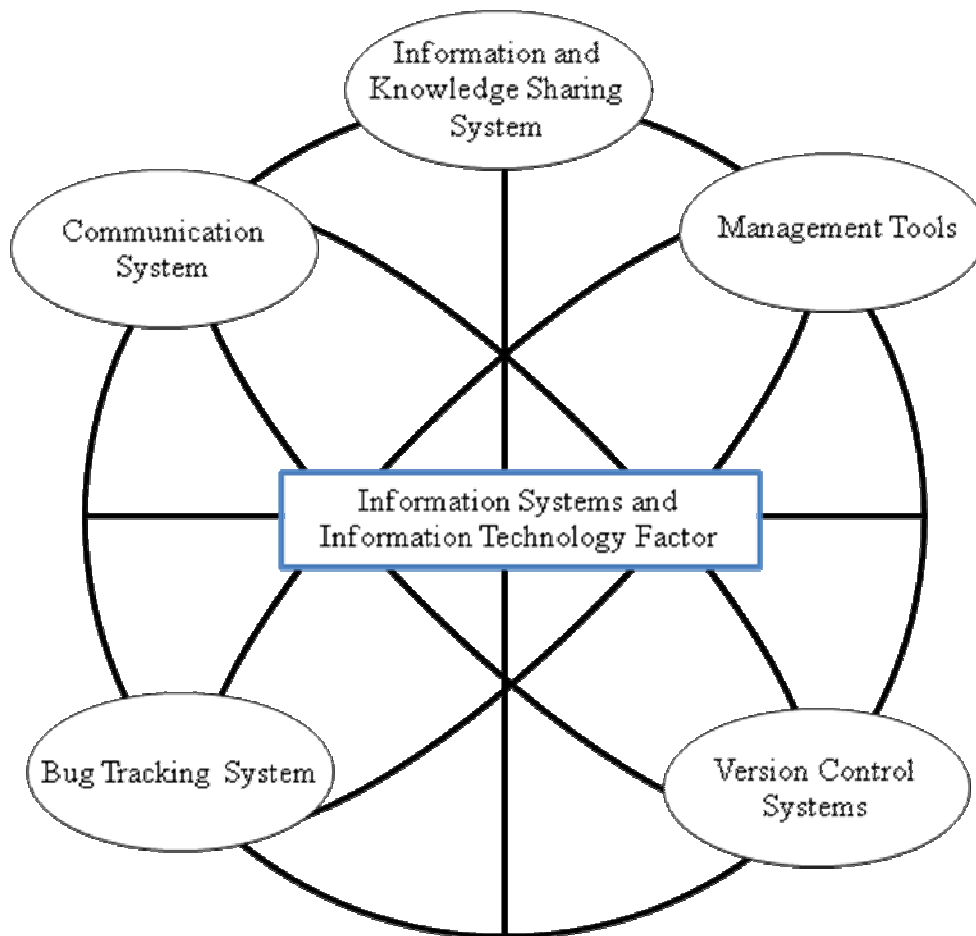 Information and
Knowledge Sharing
System
Communication
System
Management Tools
Information Systems and
Information Technology Factor
Bug Tracking System
Version Control
Systems